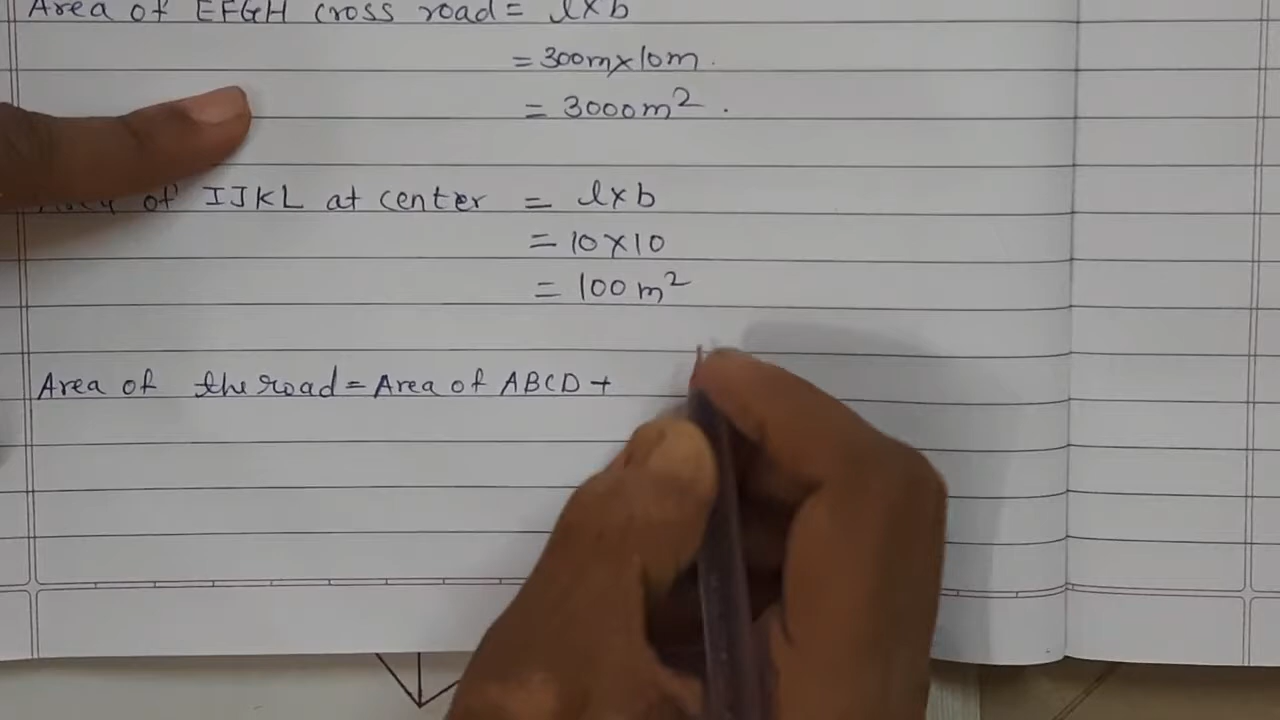 Area of EFGH cross road = l×b
= 300m×10m.
= 3000m².
of IJKL at center = l×b
= 10×10
= 100 m²
Area of the road = Area of ABCD +